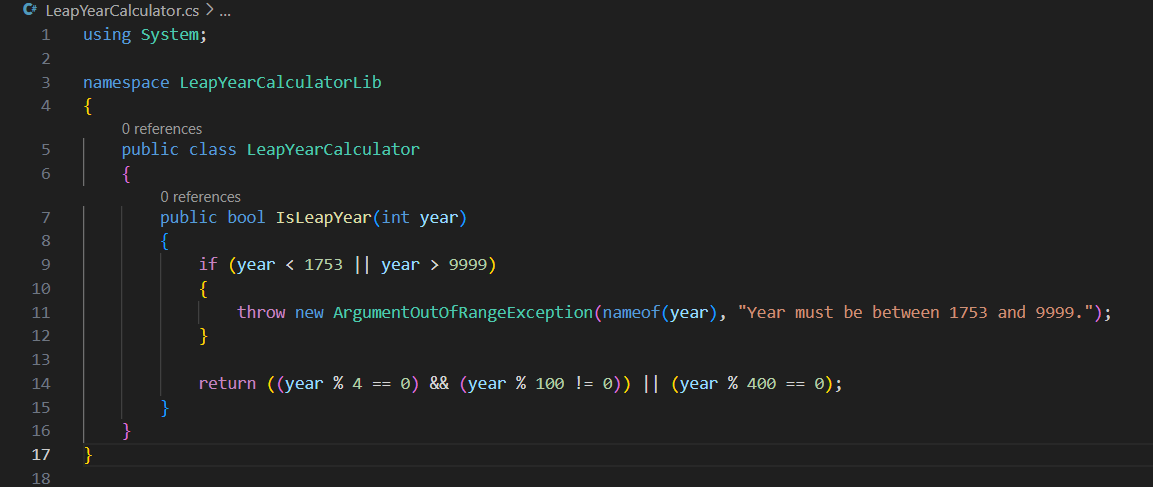 C# LeapYearCalculator.cs > ...
1 using System;
2
3 namespace LeapYearCalculatorLib
4 {
0 references
5 public class LeapYearCalculator
6 {
0 references
7 public bool IsLeapYear(int year)
8 {
9 if (year < 1753 || year > 9999)
10 {
11 throw new ArgumentOutOfRangeException(nameof(year), "Year must be between 1753 and 9999.");
12 }
13
14 return ((year % 4 == 0) && (year % 100 != 0)) || (year % 400 == 0);
15 }
16 }
17 }
18